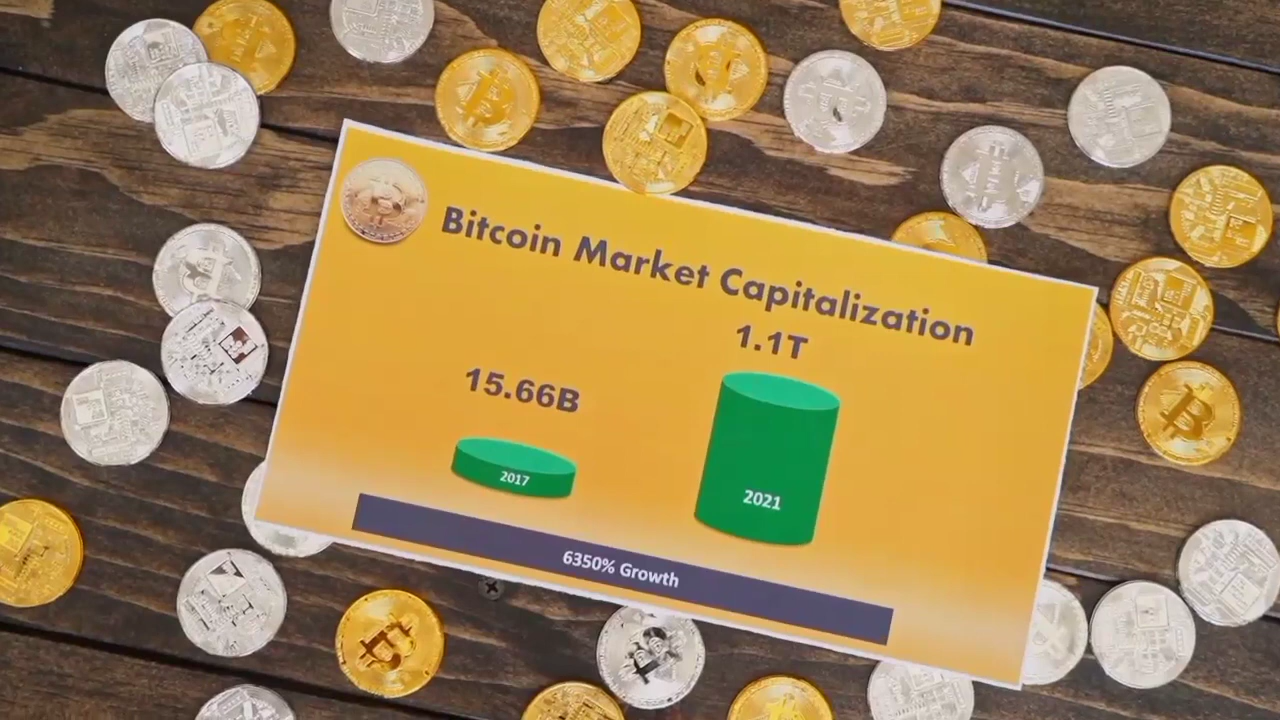 Bitcoin Market Capitalization
1.1T
15.66B
2017
2021
6350% Growth